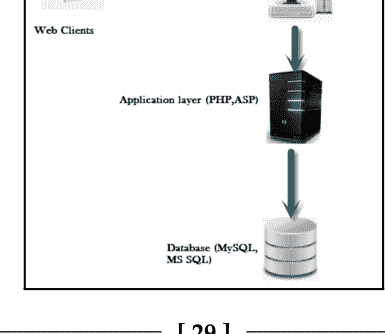 Web Clients
Application layer (PHP,ASP)
Database (MySQL,
MS SQL)
[ 29 ]